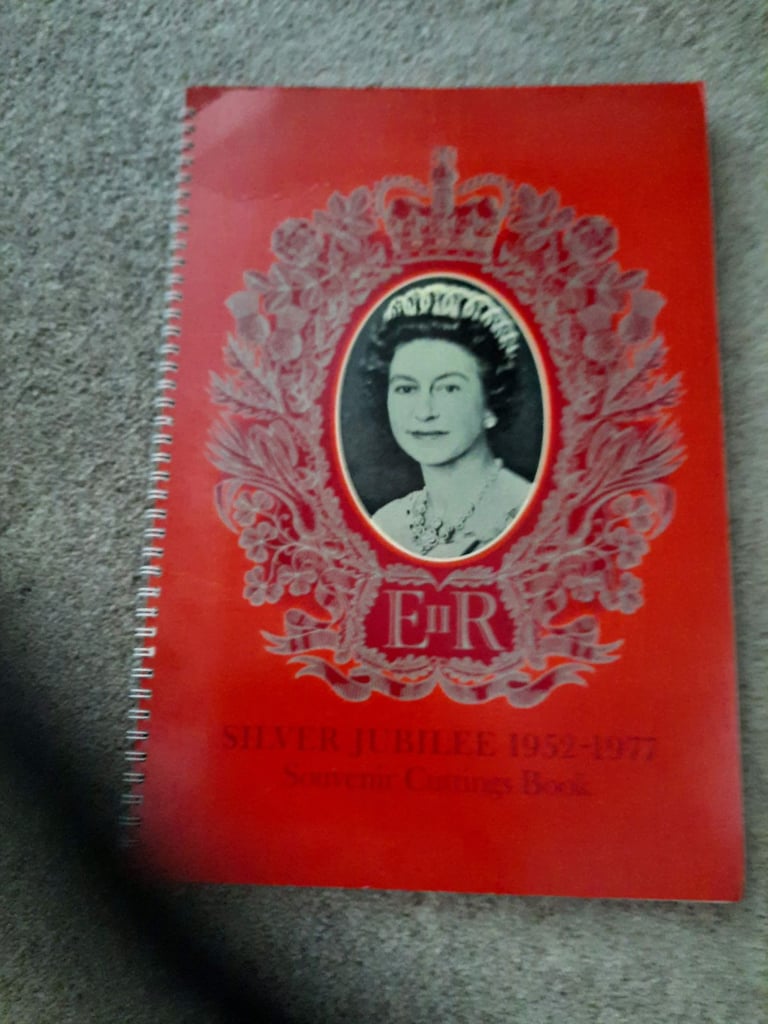 EIIR
SILVER JUBILEE 1952-1977
Souvenir Cuttings Book